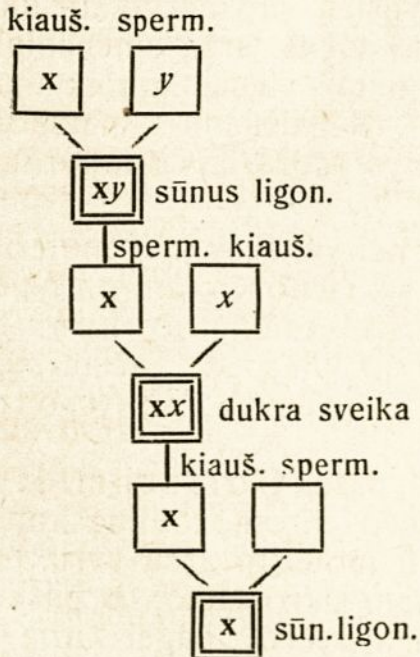 kiauš. sperm.
x y
xy sūnus ligon.
sperm. kiauš.
x x
xx dukra sveika
kiauš. sperm.
x
x sūn.ligon.